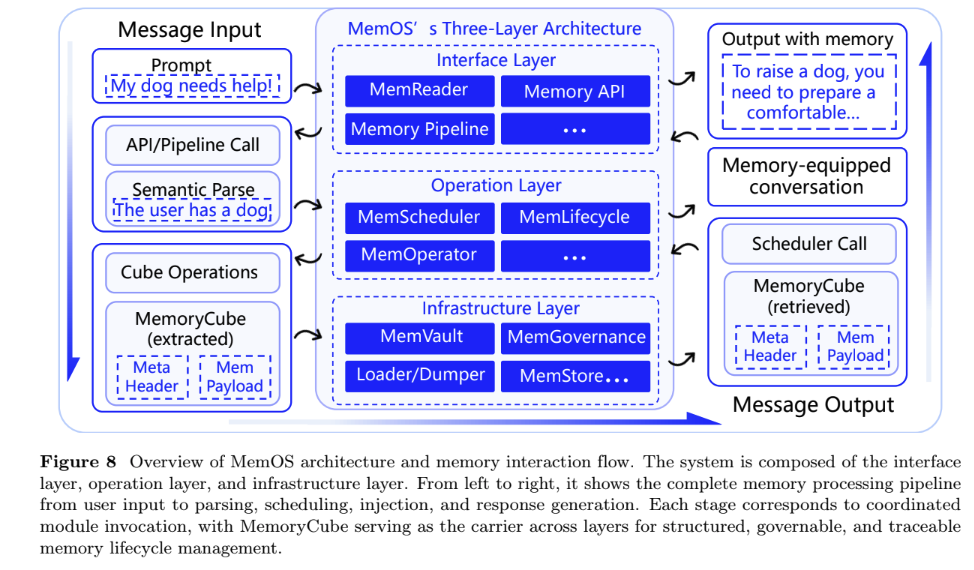 Message Input
Prompt
My dog needs help!
API/Pipeline Call
Semantic Parse
The user has a dog
Cube Operations
MemoryCube
(extracted)
Meta
Header
Mem
Payload
MemOS’s Three-Layer Architecture
Interface Layer
MemReader
Memory API
Memory Pipeline
...
Operation Layer
MemScheduler
MemLifecycle
MemOperator
...
Infrastructure Layer
MemVault
MemGovernance
Loader/Dumper
MemStore...
Output with memory
To raise a dog, you
need to prepare a
comfortable...
Memory-equipped
conversation
Scheduler Call
MemoryCube
(retrieved)
Meta
Header
Mem
Payload
Message Output
Figure 8 Overview of MemOS architecture and memory interaction flow. The system is composed of the interface
layer, operation layer, and infrastructure layer. From left to right, it shows the complete memory processing pipeline
from user input to parsing, scheduling, injection, and response generation. Each stage corresponds to coordinated
module invocation, with MemoryCube serving as the carrier across layers for structured, governable, and traceable
memory lifecycle management.